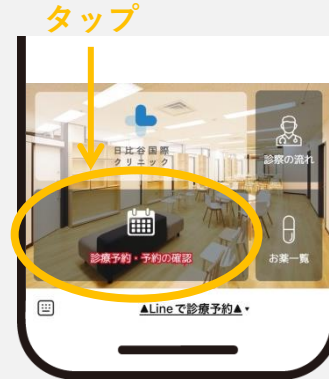 タップ
日比谷国際
クリニック
診察の流れ
診療予約・予約の確認
お薬一覧
▲Lineで診療予約▲▾